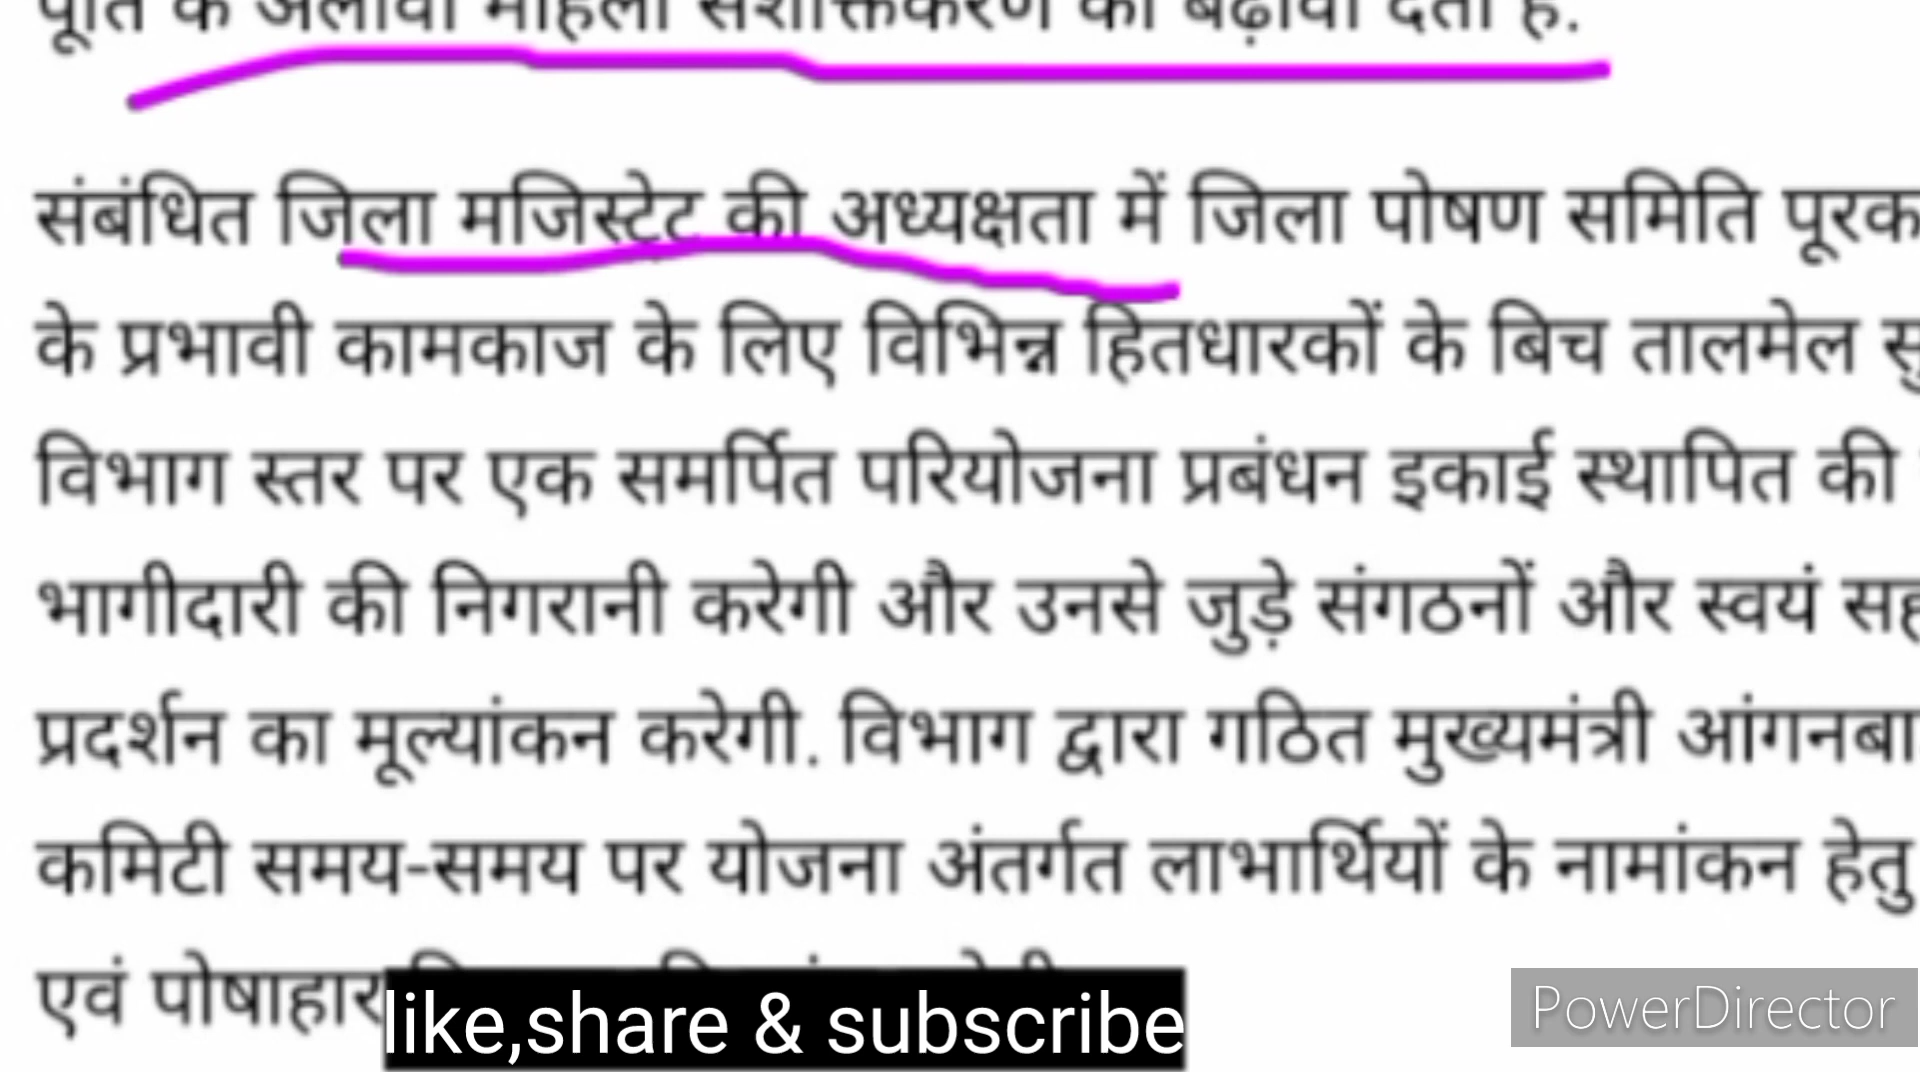 पूर्ति के अलावा महिला सशक्तिकरण को बढ़ावा देता है.
संबंधित जिला मजिस्टेट की अध्यक्षता में जिला पोषण समिति पूरक
के प्रभावी कामकाज के लिए विभिन्न हितधारकों के बिच तालमेल
विभाग स्तर पर एक समर्पित परियोजना प्रबंधन इकाई स्थापित की
भागीदारी की निगरानी करेगी और उनसे जुड़े संगठनों और स्वयं
प्रदर्शन का मूल्यांकन करेगी. विभाग द्वारा गठित मुख्यमंत्री आंगनबा
कमिटी समय-समय पर योजना अंतर्गत लाभार्थियों के नामांकन हेतु
एवं पोषाहार
like,share & subscribe
PowerDirector